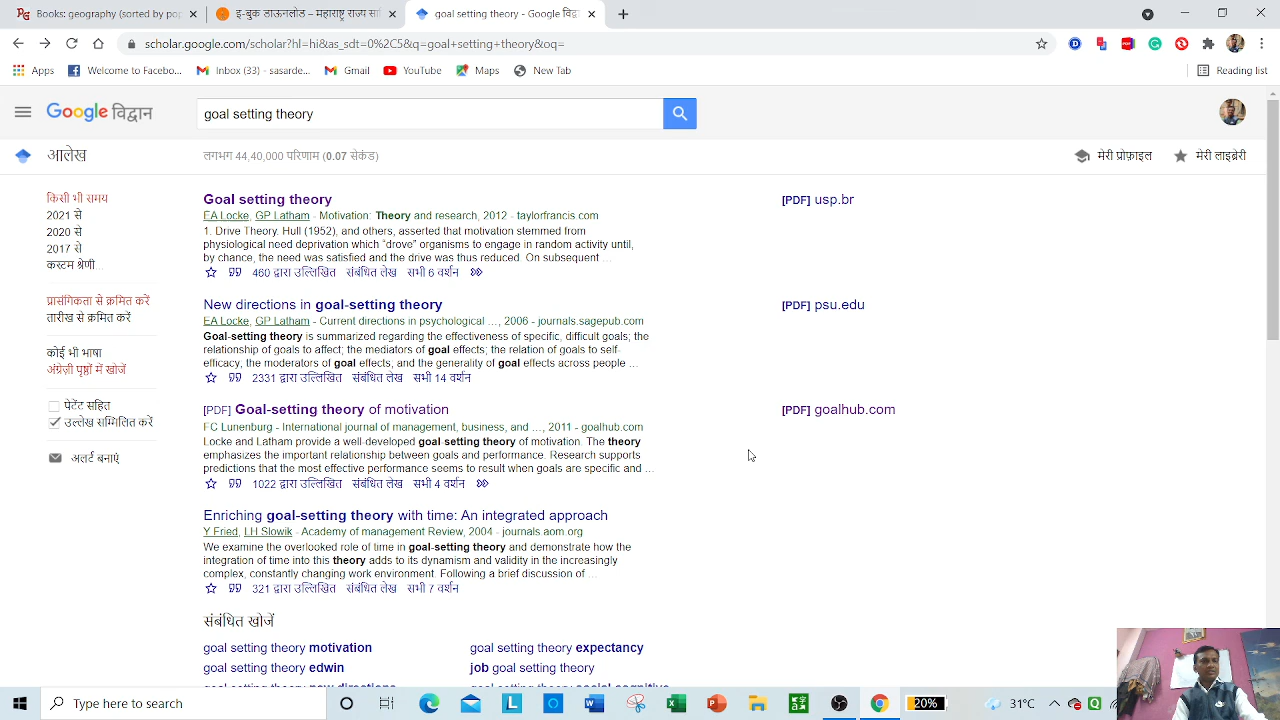 Books geography (sorted by pop
ई-बुक डाऊनलोड – महाराष्ट्र राज्य सां
goal setting theory - Google विद्व
scholar.google.com/scholar?hl=hi&as_sdt=0%2C5&q=goal+setting+theory&oq=
Apps
Welcome to Facebo...
Inbox (33) - sasarde...
Gmail
YouTube
Maps
New Tab
Reading list
Google विद्वान
goal setting theory
आलेख
लगभग 44,40,000 परिणाम (0.07 सेकंड)
मेरी प्रोफ़ाइल
मेरी लाइब्रेरी
किसी भी समय
2021 से
2020 से
2017 से
कस्टम श्रेणी...
प्रासंगिकता से क्रमित करें
तारीख से क्रमित करें
कोई भी भाषा
अंग्रेज़ी पृष्ठों में खोजें
पेटेंट सहित
उल्लेख सम्मिलित करें
अलर्ट बनाएं
Goal setting theory
[PDF] usp.br
EA Locke, GP Latham - Motivation: Theory and research, 2012 - taylorfrancis.com
1. Drive Theory. Hull (1952), and others, asserted that motivation stemmed from
physiological need deprivation which “drove” organisms to engage in random activity until,
by chance, the need was satisfied and the drive was thus reduced. On subsequent ...
460 द्वारा उल्लिखित संबंधित लेख सभी 6 वर्शन
New directions in goal-setting theory
[PDF] psu.edu
EA Locke, GP Latham - Current directions in psychological ..., 2006 - journals.sagepub.com
Goal-setting theory is summarized regarding the effectiveness of specific, difficult goals; the
relationship of goals to affect; the mediators of goal effects; the relation of goals to self-
efficacy; the moderators of goal effects; and the generality of goal effects across people ...
2331 द्वारा उल्लिखित संबंधित लेख सभी 14 वर्शन
[PDF] Goal-setting theory of motivation
[PDF] goalhub.com
FC Lunenburg - International journal of management, business, and ..., 2011 - goalhub.com
Locke and Latham provide a well-developed goal-setting theory of motivation. The theory
emphasizes the important relationship between goals and performance. Research supports
predictions that the most effective performance seems to result when goals are specific and ...
1022 द्वारा उल्लिखित संबंधित लेख सभी 4 वर्शन
Enriching goal-setting theory with time: An integrated approach
Y Fried, LH Slowik - Academy of management Review, 2004 - journals.aom.org
We examine the overlooked role of time in goal-setting theory and demonstrate how the
integration of time into this theory adds to its dynamism and validity in the increasingly
complex, constantly changing work environment. Following a brief discussion of ...
321 द्वारा उल्लिखित संबंधित लेख सभी 7 वर्शन
संबंधित खोजें
goal setting theory motivation
goal setting theory expectancy
goal setting theory edwin
job goal setting theory
Type here to search
20%
31°C